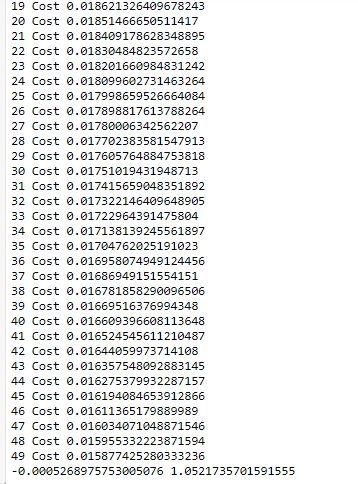 19 Cost 0.018621326409678243
20 Cost 0.01851466650511417
21 Cost 0.018409178628348895
22 Cost 0.01830484823572658
23 Cost 0.018201660984831242
24 Cost 0.018099602731463264
25 Cost 0.017998659526664084
26 Cost 0.017898817613788264
27 Cost 0.01780006342562207
28 Cost 0.017702383581547913
29 Cost 0.017605764884753818
30 Cost 0.01751019431948713
31 Cost 0.017415659048351892
32 Cost 0.017322146409648905
33 Cost 0.01722964391475804
34 Cost 0.017138139245561897
35 Cost 0.01704762025191023
36 Cost 0.016958074949124456
37 Cost 0.01686949151554151
38 Cost 0.016781858290096506
39 Cost 0.01669516376994348
40 Cost 0.016609396608113648
41 Cost 0.016524545611210487
42 Cost 0.01644059973714108
43 Cost 0.016357548092883145
44 Cost 0.016275379932287157
45 Cost 0.016194084653912866
46 Cost 0.01611365179889989
47 Cost 0.016034071048871546
48 Cost 0.015955332223871594
49 Cost 0.015877425280333236
-0.0005268975753005076 1.0521735701591555